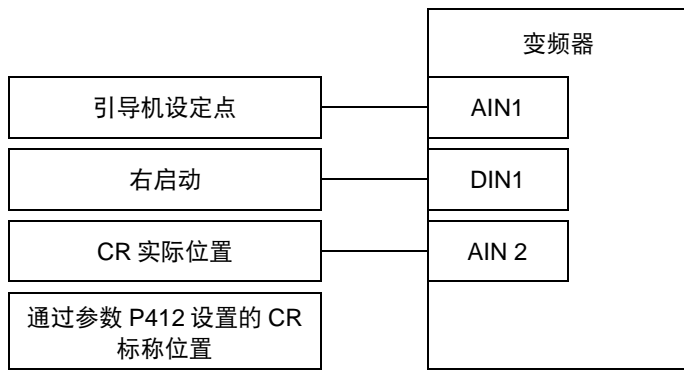 变频器
引导机设定点
AIN1
右启动
DIN1
CR 实际位置
AIN 2
通过参数 P412 设置的 CR
标称位置